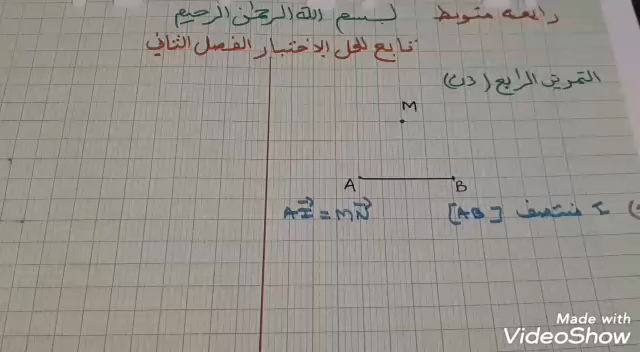 رابعة متوسط بسم الله الرحمن الرحيم
تابع لحل الاختبار الفصل الثاني
التمرين الرابع (3ن)
M
A B
I منتصف [AB] AI = MN
Made with
VideoShow